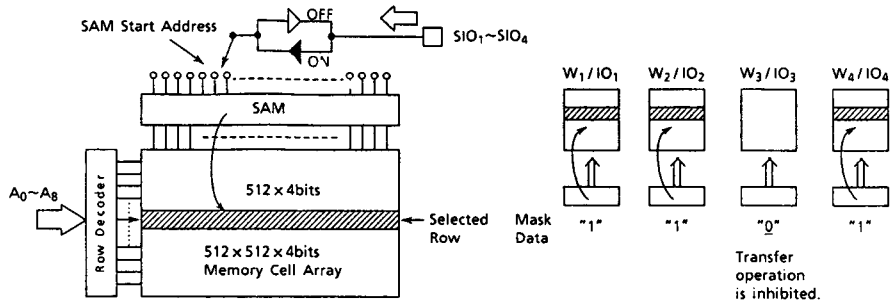 OFF
SAM Start Address
SIO₁~SIO₄
ON
SAM
W₁/IO₁ W₂/IO₂ W₃/IO₃ W₄/IO₄
A₀~A₈
Row Decoder
512×4bits
Selected Row
512×512×4bits
Memory Cell Array
Mask Data
"1" "1" "0" "1"
Transfer
operation
is inhibited.